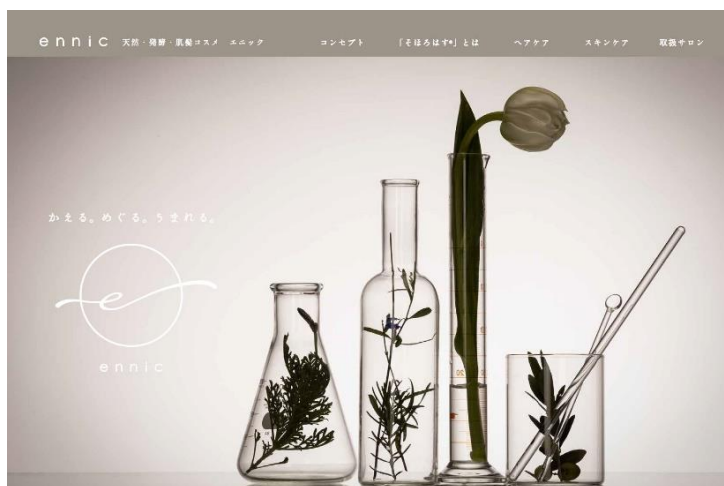 ennic 天然・発酵・肌髪コスメ エニック コンセプト 「そほろはす®」とは ヘアケア スキンケア 取扱サロン
かえる。めぐる。うまれる。
e
ennic